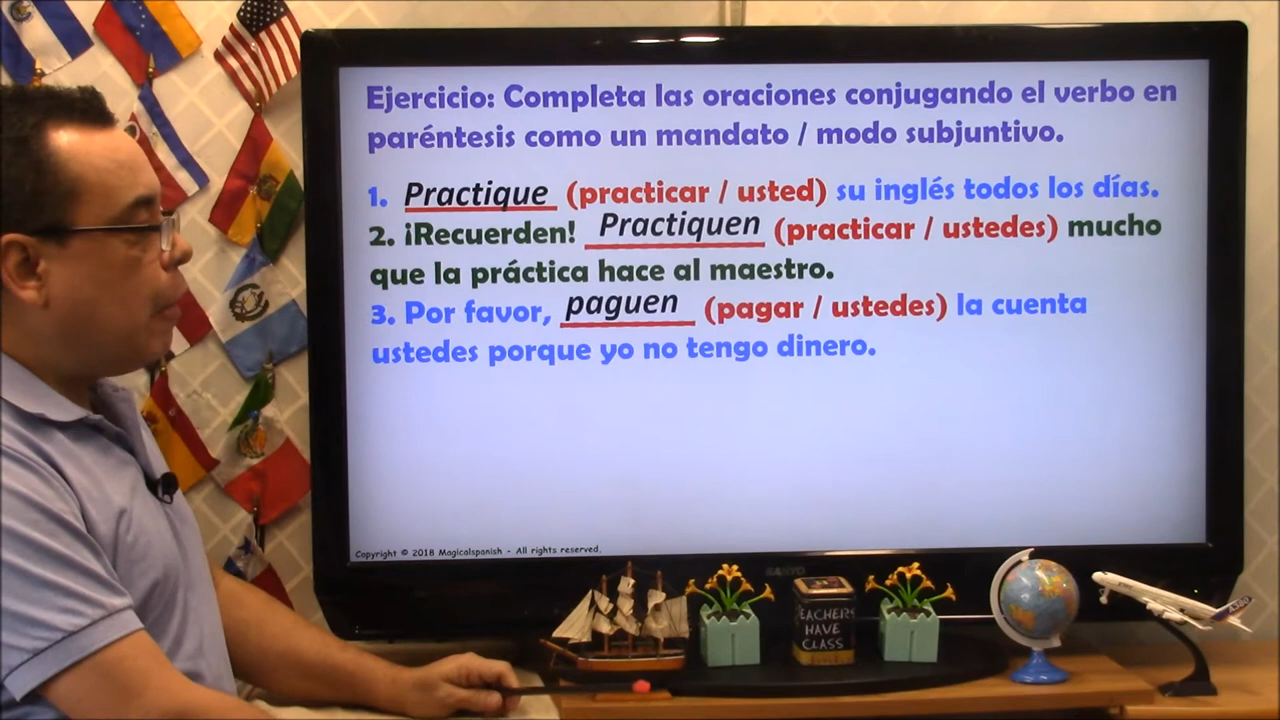 Ejercicio: Completa las oraciones conjugando el verbo en
paréntesis como un mandato / modo subjuntivo.
1. Practique (practicar / usted) su inglés todos los días.
2. ¡Recuerden! Practiquen (practicar / ustedes) mucho
que la práctica hace al maestro.
3. Por favor, paguen (pagar / ustedes) la cuenta
ustedes porque yo no tengo dinero.
Copyright © 2018 Magicalspanish - All rights reserved.
SANYO
EACHERS
HAVE
CLASS
A380